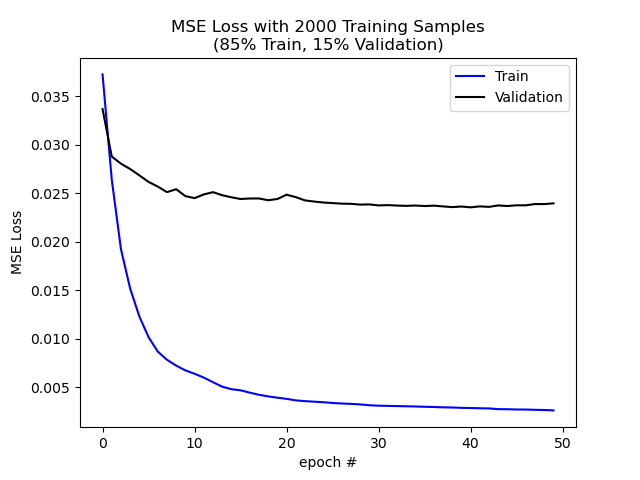 MSE Loss with 2000 Training Samples
(85% Train, 15% Validation)
Train
Validation
MSE Loss
0.035
0.030
0.025
0.020
0.015
0.010
0.005
0 10 20 30 40 50
epoch #